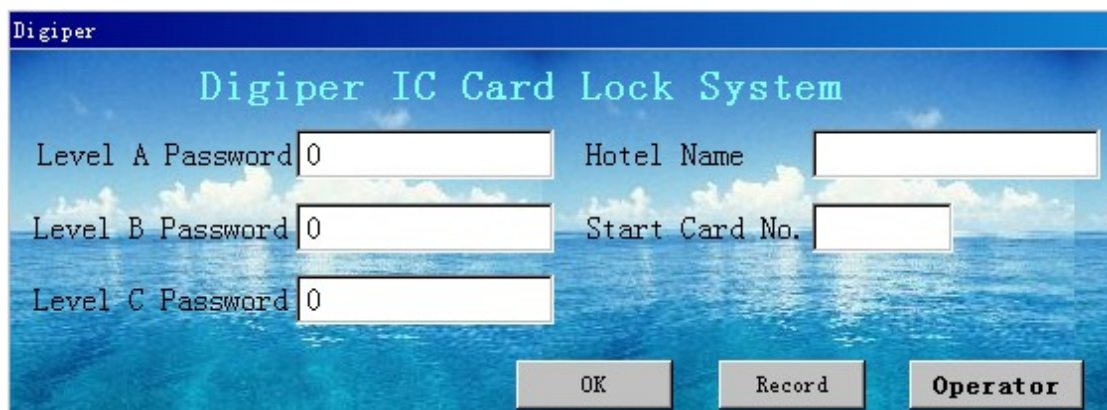 Digiper
Digiper IC Card Lock System
Level A Password 0
Hotel Name
Level B Password 0
Start Card No.
Level C Password 0
OK Record Operator